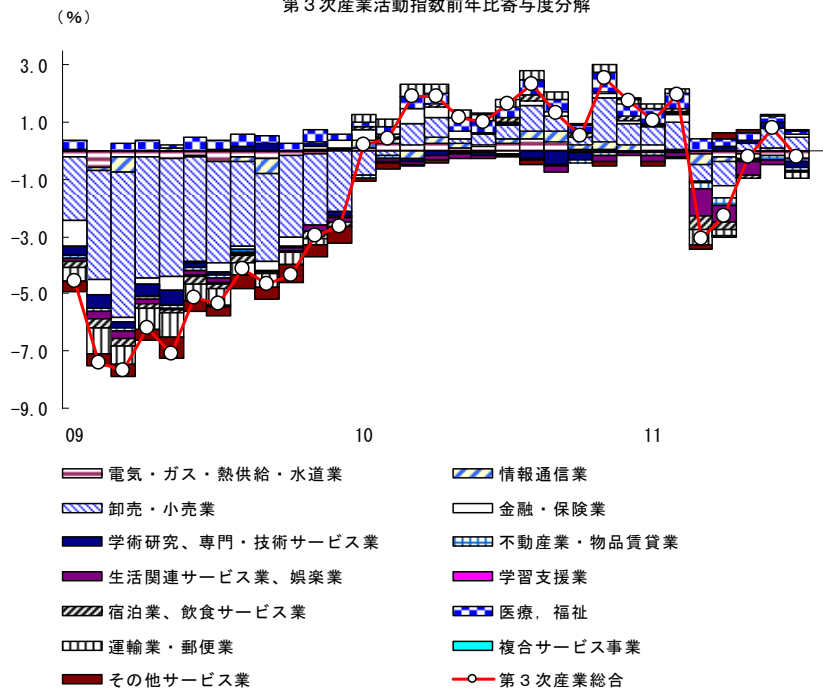 第３次産業活動指数前年比寄与度分解
（％）
3.0
1.0
-1.0
-3.0
-5.0
-7.0
-9.0
09 10 11
電気・ガス・熱供給・水道業 情報通信業
卸売・小売業 金融・保険業
学術研究、専門・技術サービス業 不動産業・物品賃貸業
生活関連サービス業、娯楽業 学習支援業
宿泊業、飲食サービス業 医療，福祉
運輸業・郵便業 複合サービス事業
その他サービス業 第３次産業総合